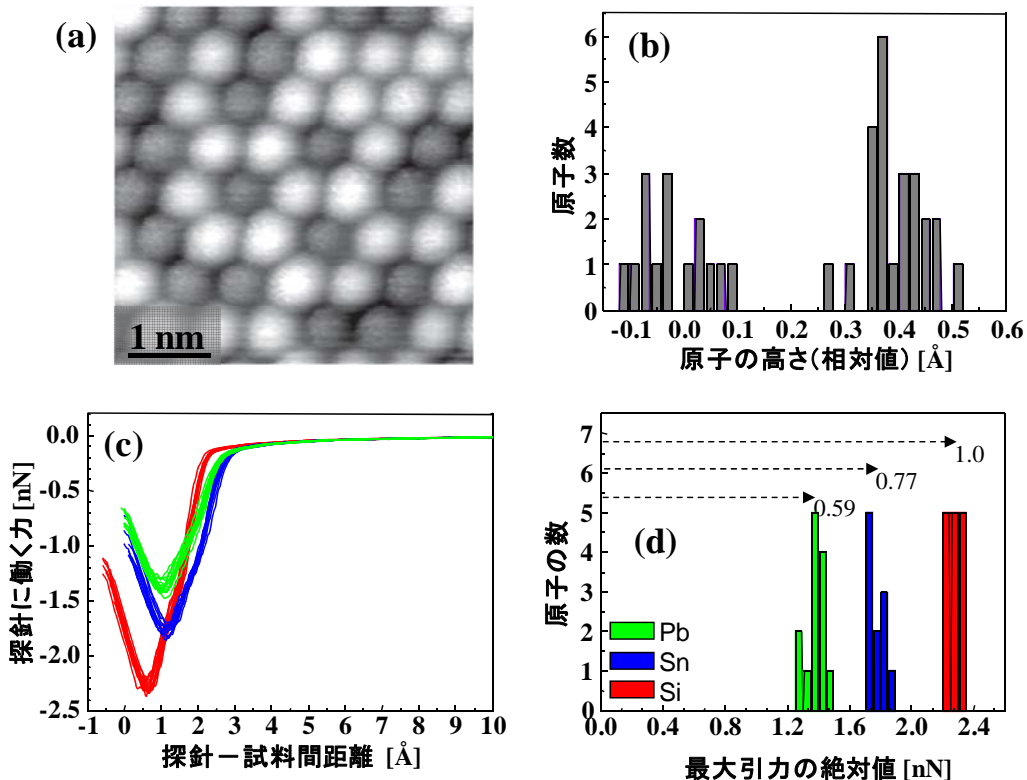 (a)
1 nm
(b)
原子数
6
5
4
3
2
1
0
-0.1 0.0 0.1 0.2 0.3 0.4 0.5 0.6
原子の高さ(相対値) [Å]
(c)
探針に働く力 [nN]
0.0
-0.5
-1.0
-1.5
-2.0
-2.5
-1 0 1 2 3 4 5 6 7 8 9 10
探針－試料間距離 [Å]
(d)
原子の数
7
6
5
4
3
2
1
0
1.0
0.77
0.59
Pb
Sn
Si
0.0 0.4 0.8 1.2 1.6 2.0 2.4
最大引力の絶対値 [nN]